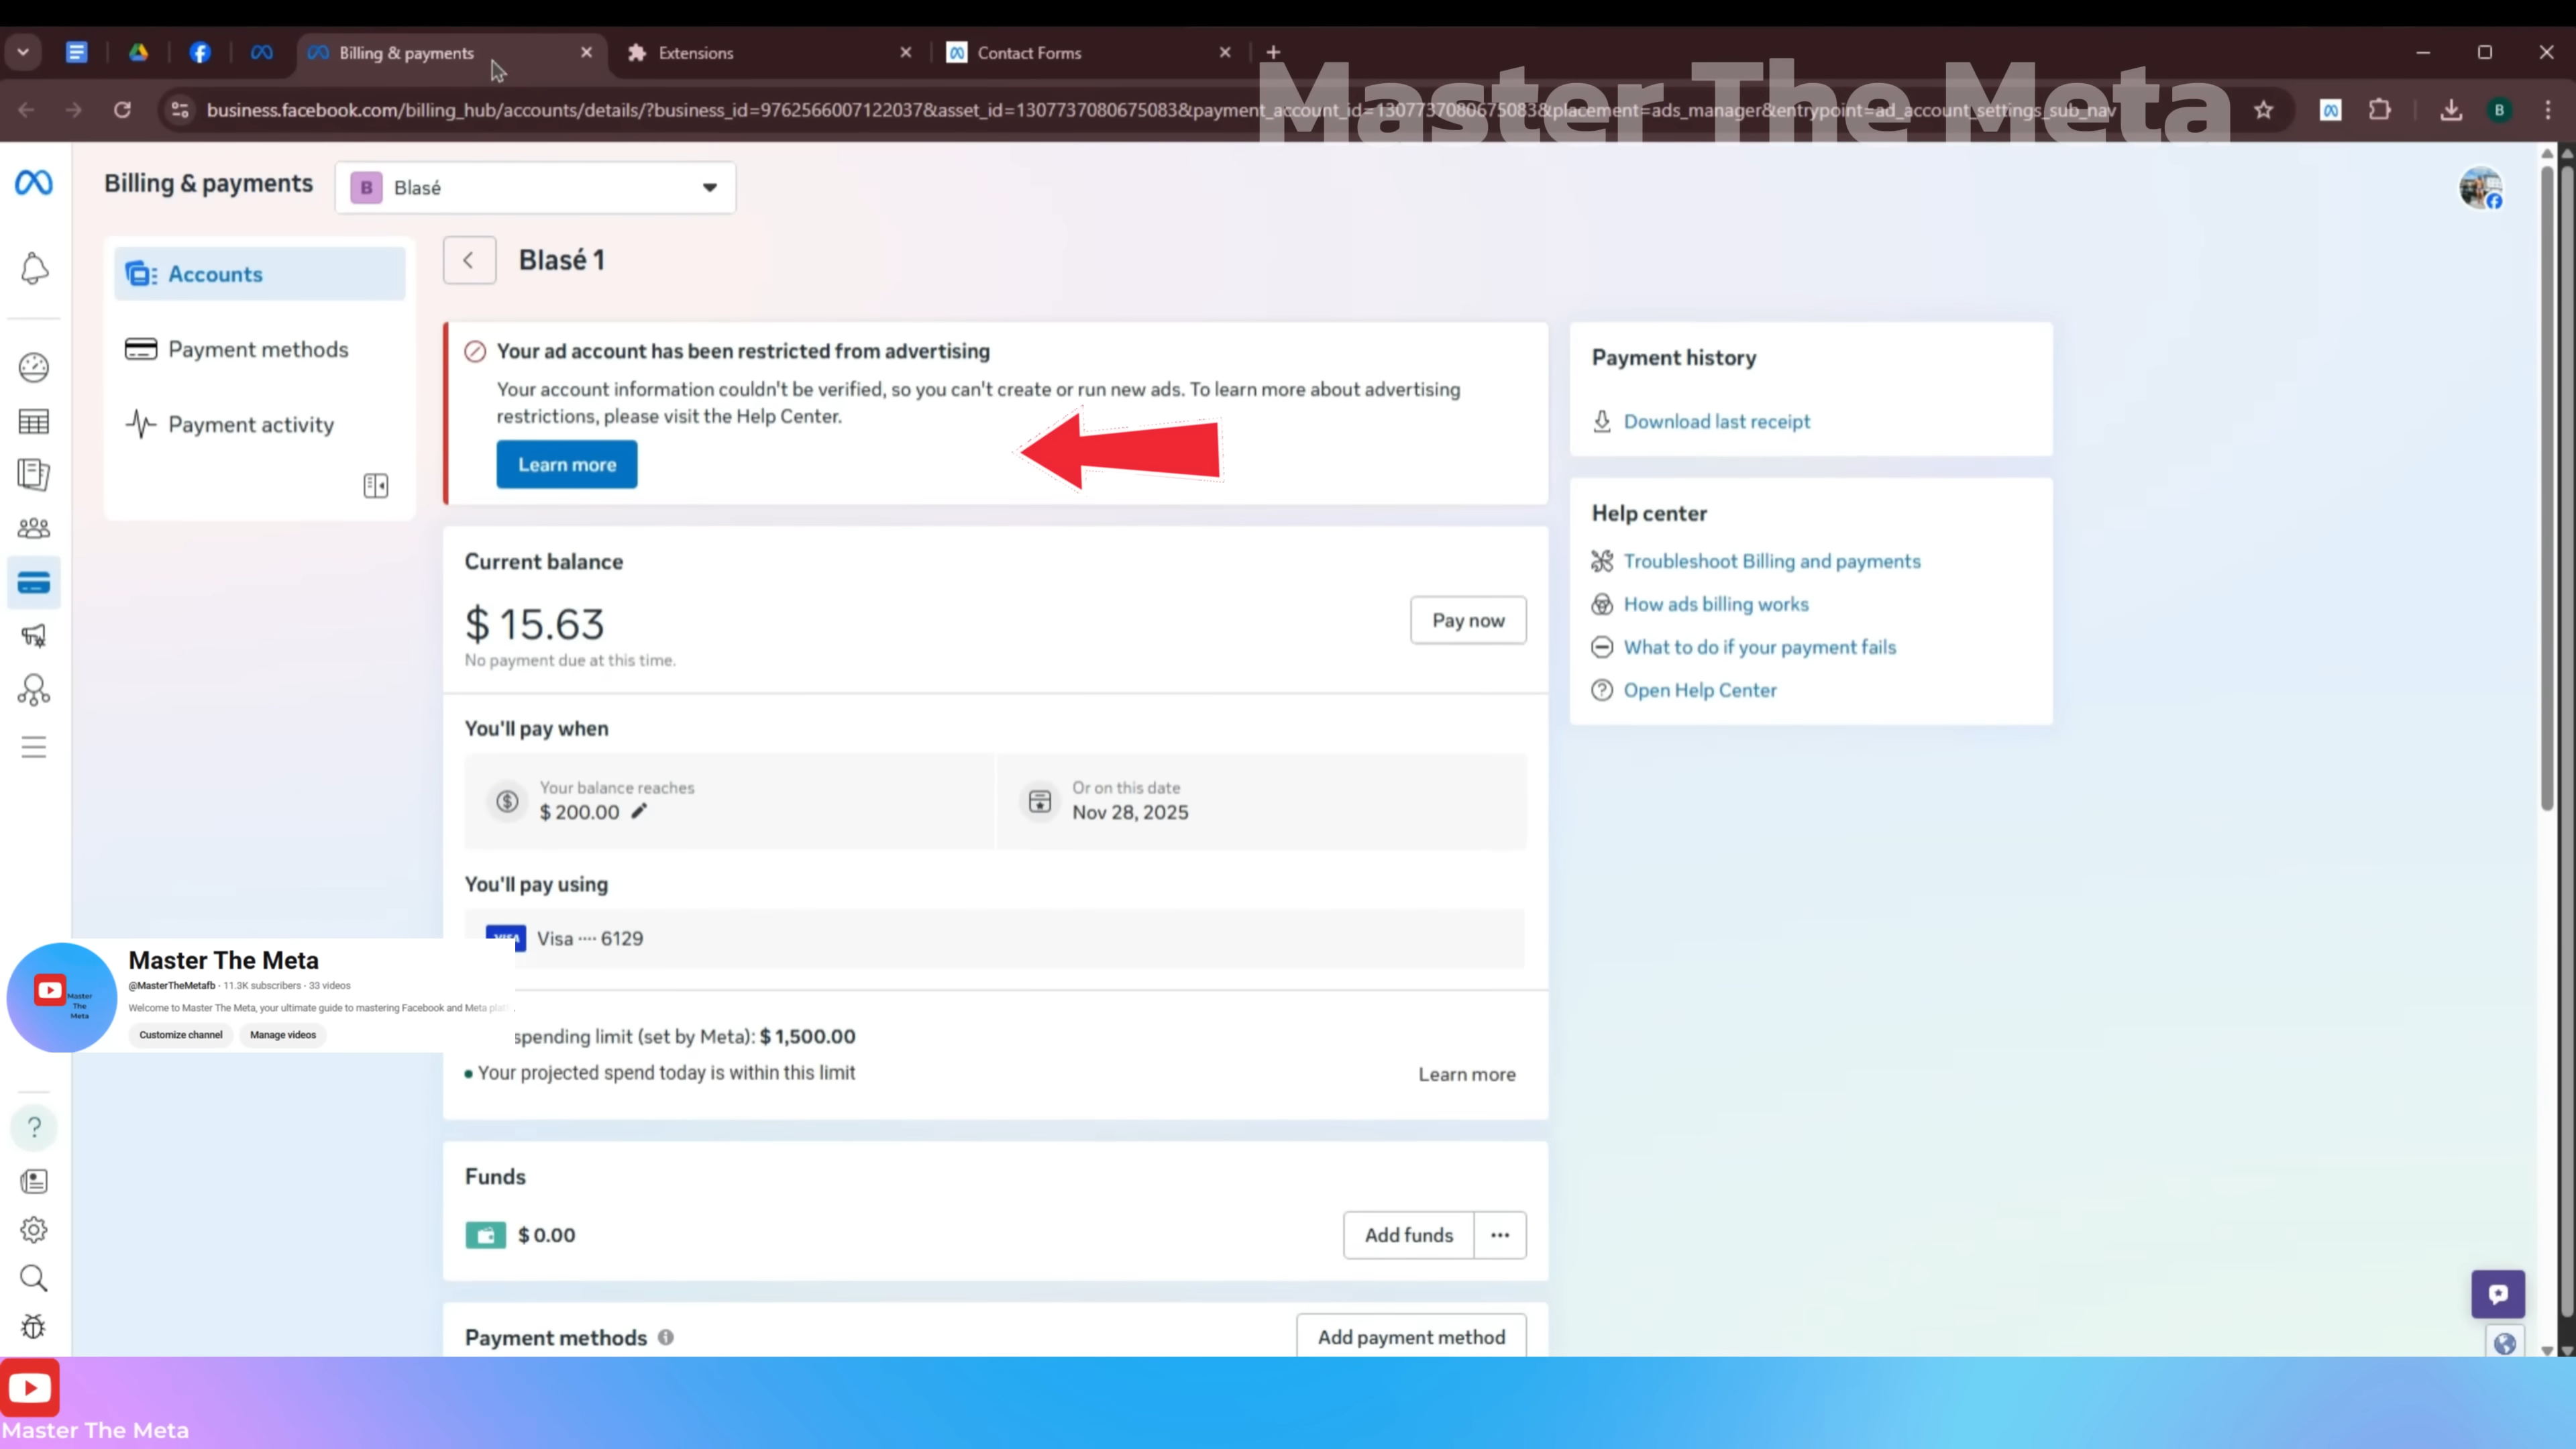 Billing & payments
Extensions
Contact Forms
business.facebook.com/billing_hub/accounts/details/?business_id=9762566007122037&asset_id=1307737080675083&payment_account_id=1307737080675083&placement=ads_manager&entrypoint=ad_account_settings_sub_nav
B
Master The Meta
Billing & payments
B Blasé
Accounts
Payment methods
Payment activity
Blasé 1
Your ad account has been restricted from advertising
Your account information couldn't be verified, so you can't create or run new ads. To learn more about advertising
restrictions, please visit the Help Center.
Learn more
Payment history
Download last receipt
Help center
Troubleshoot Billing and payments
How ads billing works
What to do if your payment fails
Open Help Center
Current balance
$ 15.63
Pay now
No payment due at this time.
You'll pay when
Your balance reaches
$ 200.00
Or on this date
Nov 28, 2025
You'll pay using
VISA Visa ···· 6129
Master The Meta
@MasterTheMetafb · 11.3K subscribers · 33 videos
Welcome to Master The Meta, your ultimate guide to mastering Facebook and Meta
Customize channel Manage videos
Master
The
Meta
spending limit (set by Meta): $ 1,500.00
Your projected spend today is within this limit
Learn more
Funds
$ 0.00
Add funds
Payment methods
Add payment method
Master The Meta